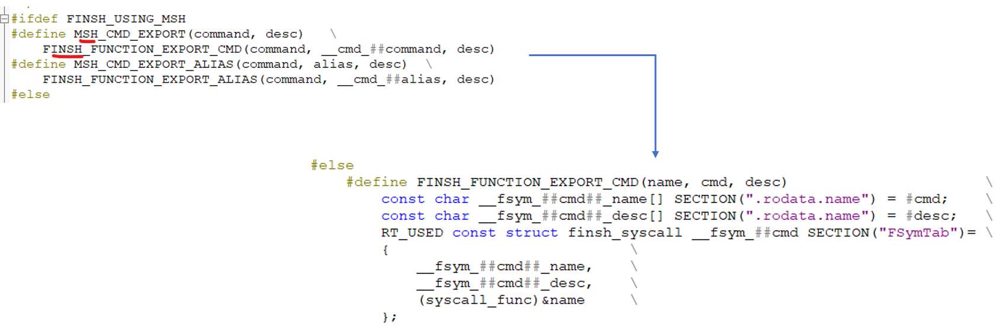 #ifdef FINSH_USING_MSH
#define MSH_CMD_EXPORT(command, desc)   \
    FINSH_FUNCTION_EXPORT_CMD(command, __cmd_##command, desc)
#define MSH_CMD_EXPORT_ALIAS(command, alias, desc)  \
    FINSH_FUNCTION_EXPORT_ALIAS(command, __cmd_##alias, desc)
#else
#else
    #define FINSH_FUNCTION_EXPORT_CMD(name, cmd, desc)                      \
        const char __fsym_##cmd##_name[] SECTION(".rodata.name") = #cmd;    \
        const char __fsym_##cmd##_desc[] SECTION(".rodata.name") = #desc;   \
        RT_USED const struct finsh_syscall __fsym_##cmd SECTION("FSymTab")= \
        {                           \
            __fsym_##cmd##_name,    \
            __fsym_##cmd##_desc,    \
            (syscall_func)&name     \
        };